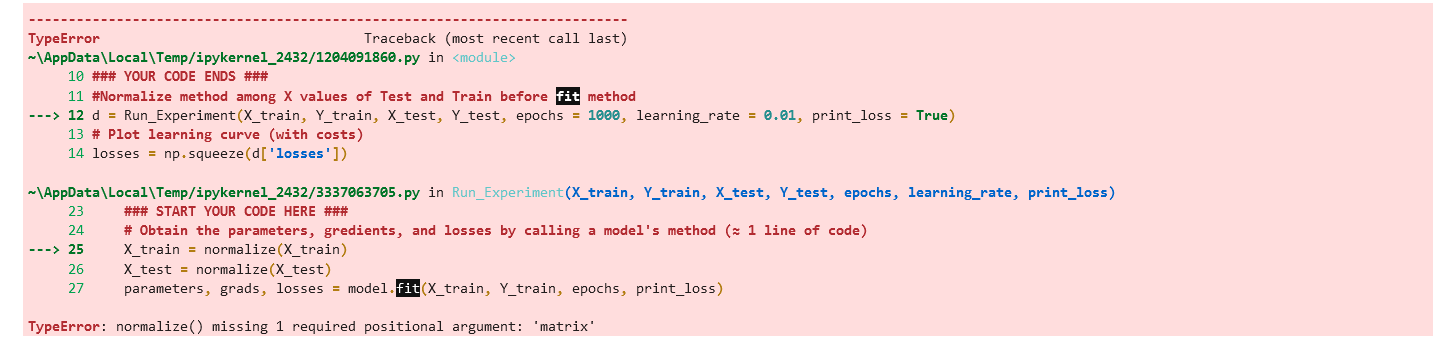 ---------------------------------------------------------------------------
TypeError                                 Traceback (most recent call last)
~\AppData\Local\Temp/ipykernel_2432/1204091860.py in <module>
     10 ### YOUR CODE ENDS ###
     11 #Normalize method among X values of Test and Train before fit method
---> 12 d = Run_Experiment(X_train, Y_train, X_test, Y_test, epochs = 1000, learning_rate = 0.01, print_loss = True)
     13 # Plot learning curve (with costs)
     14 losses = np.squeeze(d['losses'])

~\AppData\Local\Temp/ipykernel_2432/3337063705.py in Run_Experiment(X_train, Y_train, X_test, Y_test, epochs, learning_rate, print_loss)
     23     ### START YOUR CODE HERE ###
     24     # Obtain the parameters, gredients, and losses by calling a model's method (≈ 1 line of code)
---> 25     X_train = normalize(X_train)
     26     X_test = normalize(X_test)
     27     parameters, grads, losses = model.fit(X_train, Y_train, epochs, print_loss)

TypeError: normalize() missing 1 required positional argument: 'matrix'